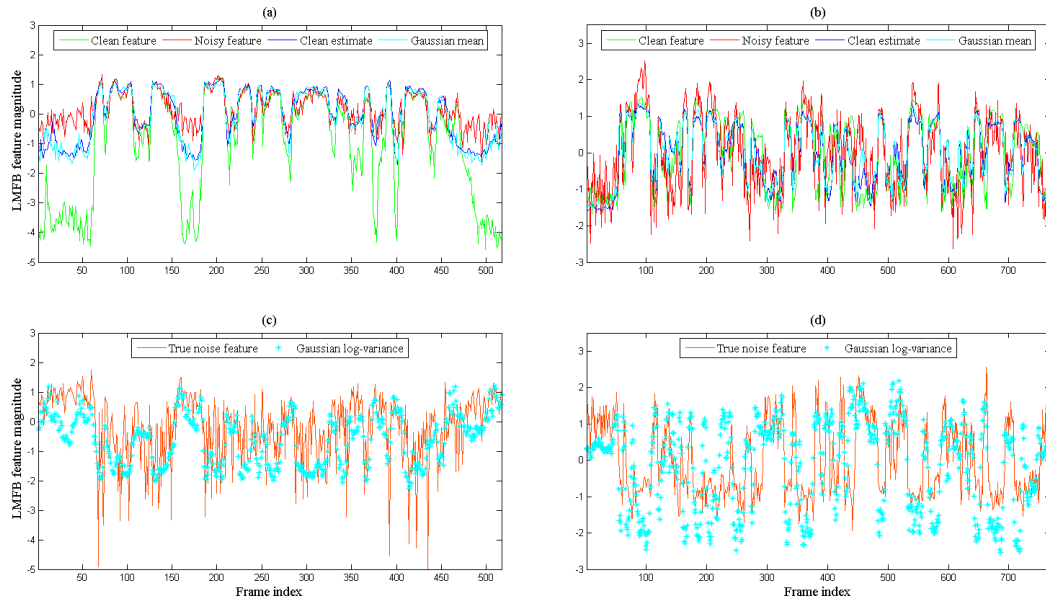 (a)
LMFB feature magnitude
Clean feature Noisy feature Clean estimate Gaussian mean
3
2
1
0
-1
-2
-3
-4
-5
50 100 150 200 250 300 350 400 450 500
(b)
Clean feature Noisy feature Clean estimate Gaussian mean
3
2
1
0
-1
-2
-3
100 200 300 400 500 600 700
(c)
LMFB feature magnitude
True noise feature Gaussian log-variance
3
2
1
0
-1
-2
-3
-4
-5
50 100 150 200 250 300 350 400 450 500
Frame index
(d)
True noise feature Gaussian log-variance
3
2
1
0
-1
-2
-3
100 200 300 400 500 600 700
Frame index